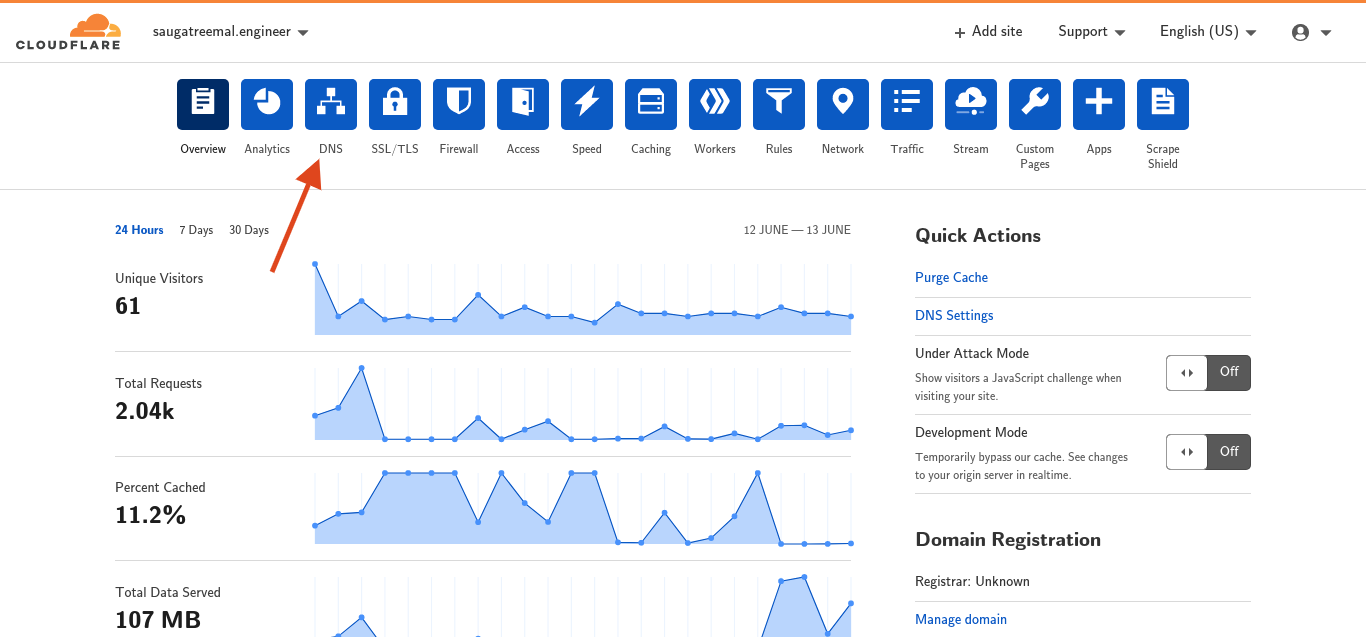 CLOUDFLARE
saugatreemal.engineer
+ Add site
Support
English (US)
Overview
Analytics
DNS
SSL/TLS
Firewall
Access
Speed
Caching
Workers
Rules
Network
Traffic
Stream
Custom
Pages
Apps
Scrape
Shield
24 Hours
7 Days
30 Days
12 JUNE — 13 JUNE
Unique Visitors
61
Total Requests
2.04k
Percent Cached
11.2%
Total Data Served
107 MB
Quick Actions
Purge Cache
DNS Settings
Under Attack Mode
Show visitors a JavaScript challenge when
visiting your site.
Off
Development Mode
Temporarily bypass our cache. See changes
to your origin server in realtime.
Off
Domain Registration
Registrar: Unknown
Manage domain